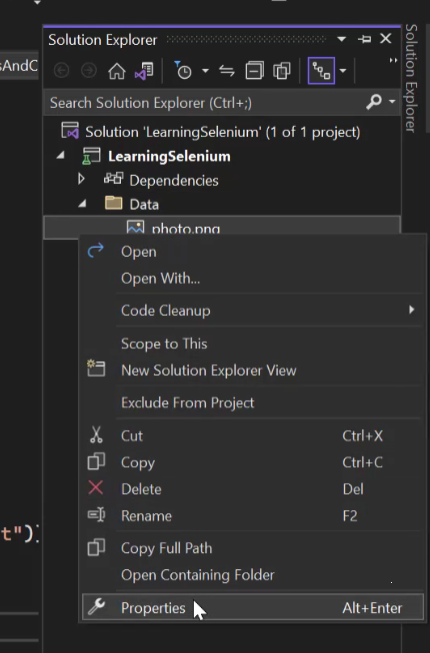 Solution Explorer
sAndC
Solution Explorer
Search Solution Explorer (Ctrl+;)
Solution 'LearningSelenium' (1 of 1 project)
LearningSelenium
Dependencies
Data
photo.png
Open
Open With...
Code Cleanup
Scope to This
New Solution Explorer View
Exclude From Project
Cut Ctrl+X
Copy Ctrl+C
Delete Del
Rename F2
t")
Copy Full Path
Open Containing Folder
Properties Alt+Enter